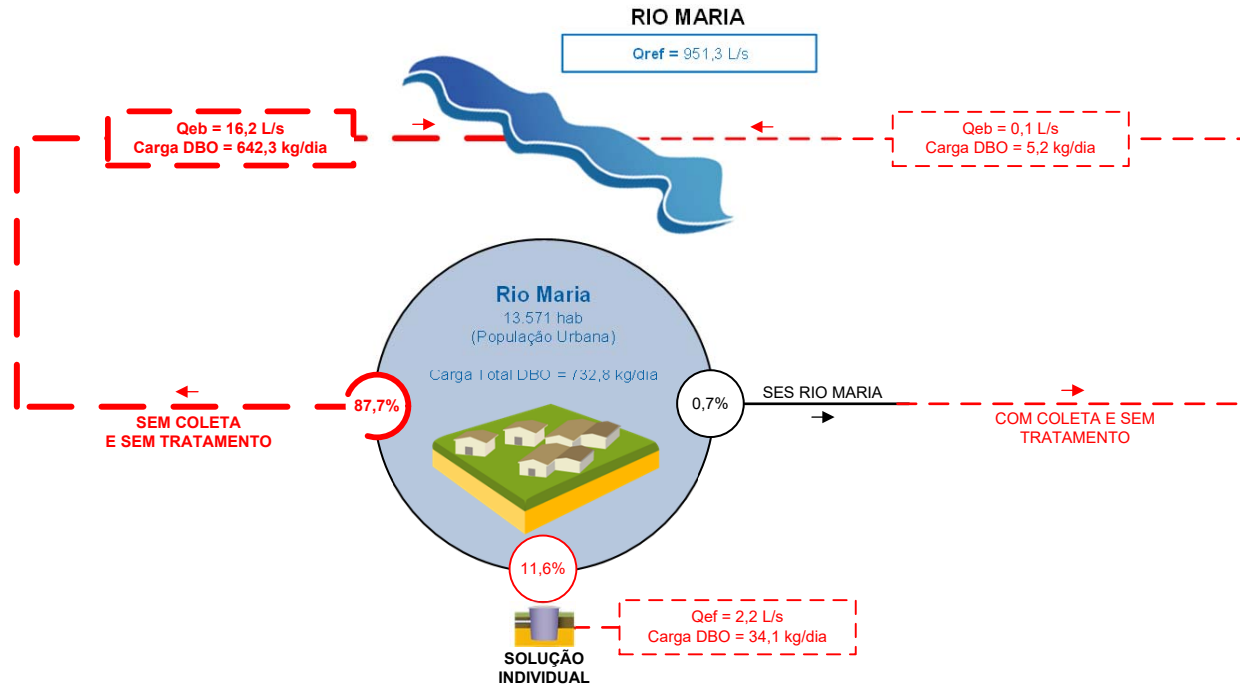 RIO MARIA
Qref = 951,3 L/s
Qeb = 16,2 L/s
Carga DBO = 642,3 kg/dia
Qeb = 0,1 L/s
Carga DBO = 5,2 kg/dia
Rio Maria
13.571 hab
(População Urbana)
Carga Total DBO = 732,8 kg/dia
87,7%
SEM COLETA
E SEM TRATAMENTO
0,7%
SES RIO MARIA
COM COLETA E SEM
TRATAMENTO
11,6%
Qef = 2,2 L/s
Carga DBO = 34,1 kg/dia
SOLUÇÃO
INDIVIDUAL